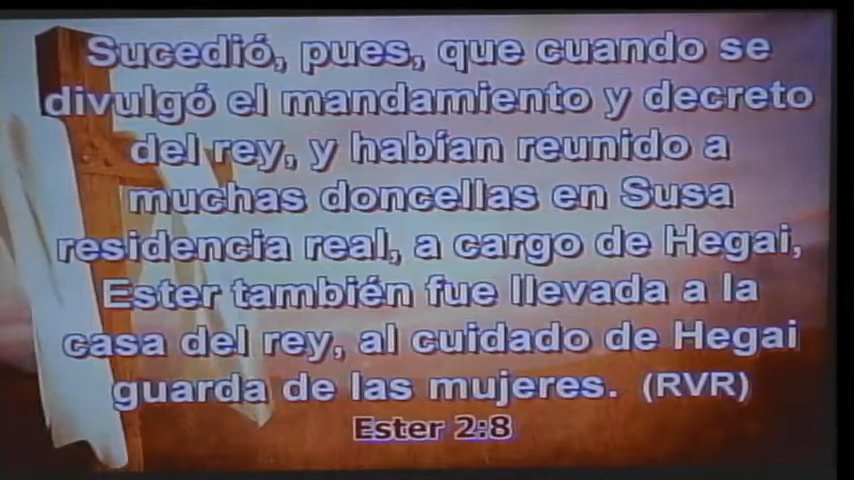 Sucedió, pues, que cuando se
divulgó el mandamiento y decreto
del rey, y habían reunido a
muchas doncellas en Susa
residencia real, a cargo de Hegai,
Ester también fue llevada a la
casa del rey, al cuidado de Hegai
guarda de las mujeres. (RVR)
Ester 2:8